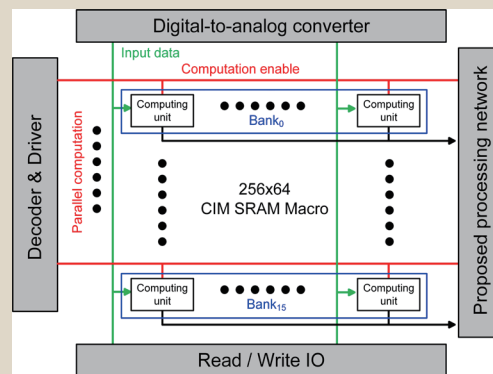 Digital-to-analog converter
Input data
Computation enable
Computing
unit
Computing
unit
Bank₀
Decoder & Driver
Parallel computation
256x64
CIM SRAM Macro
Proposed processing network
Computing
unit
Computing
unit
Bank₁₅
Read / Write IO